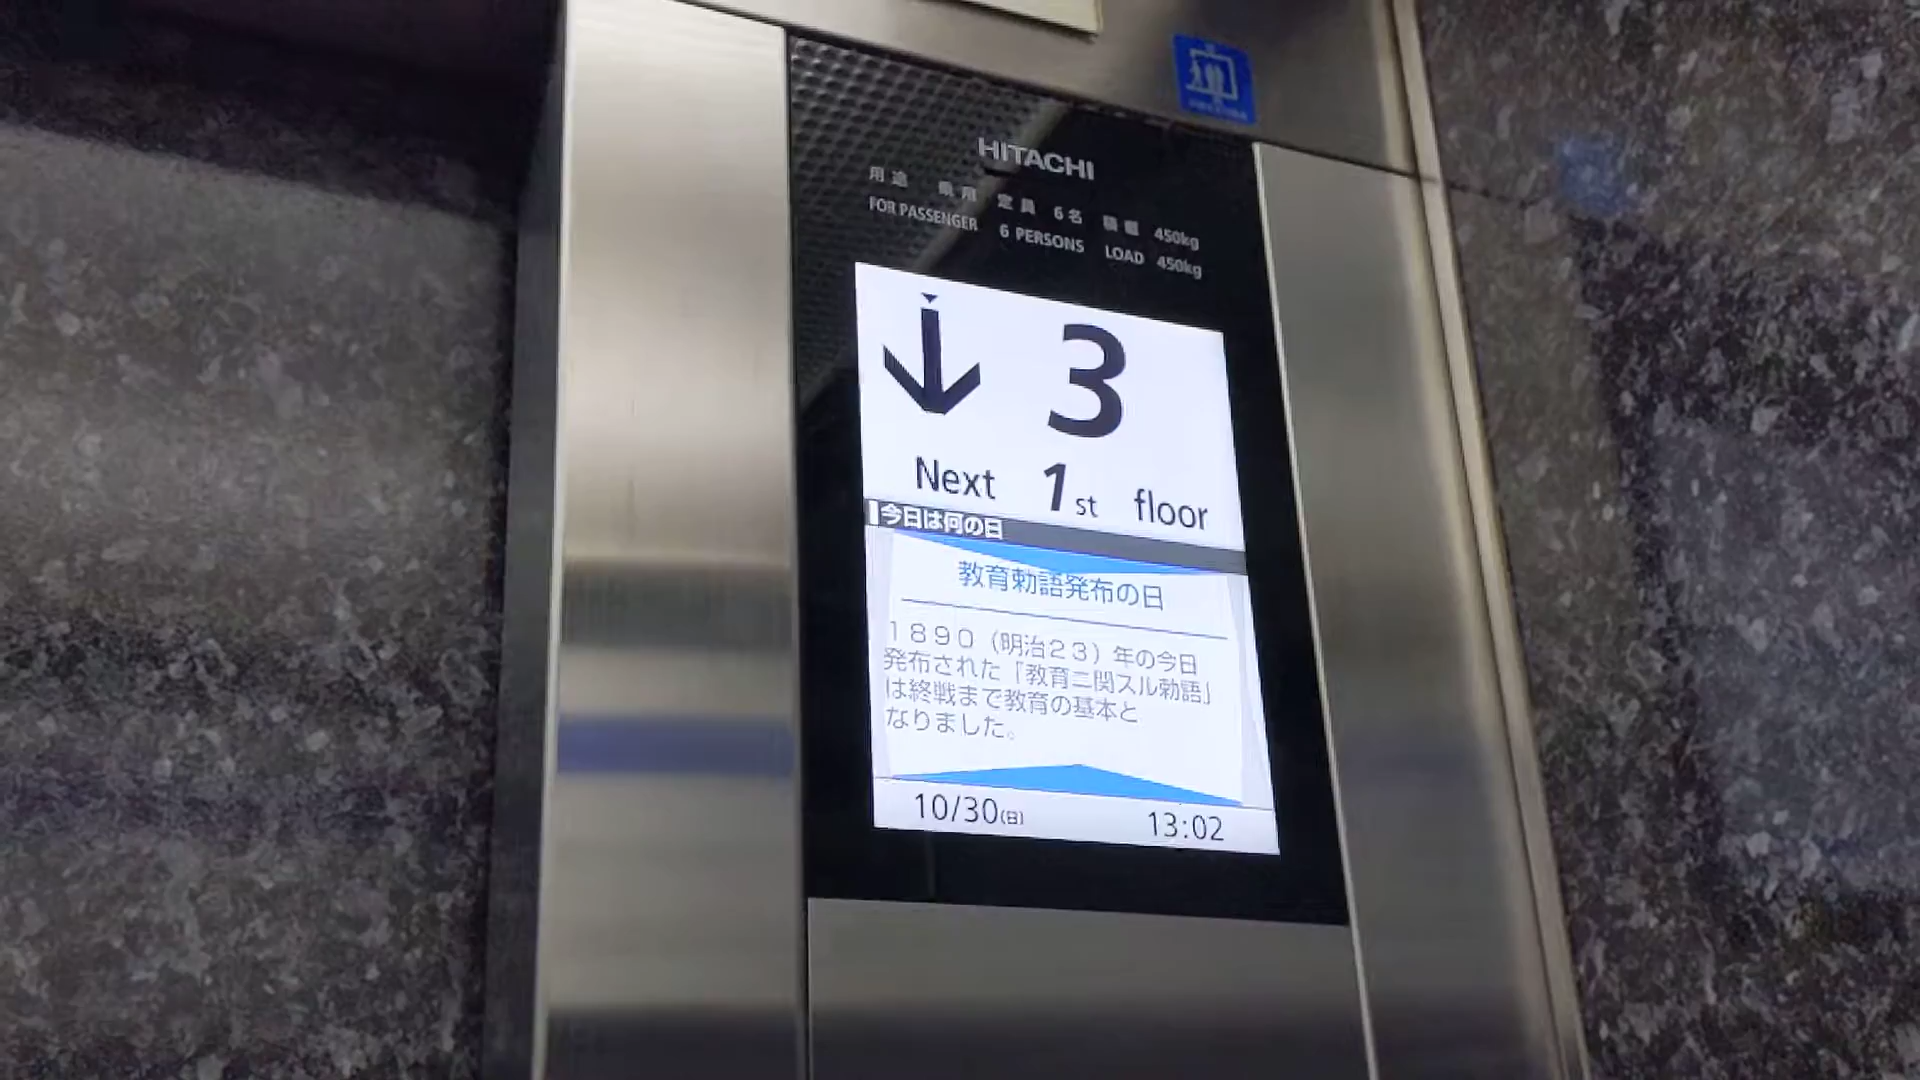 HITACHI
用途 乗用 定員 6名 積載 450kg
FOR PASSENGER 6 PERSONS LOAD 450kg
3
Next 1st floor
今日は何の日
教育勅語発布の日
1890(明治23)年の今日
発布された「教育ニ関スル勅語」
は終戦まで教育の基本と
なりました。
10/30(日) 13:02